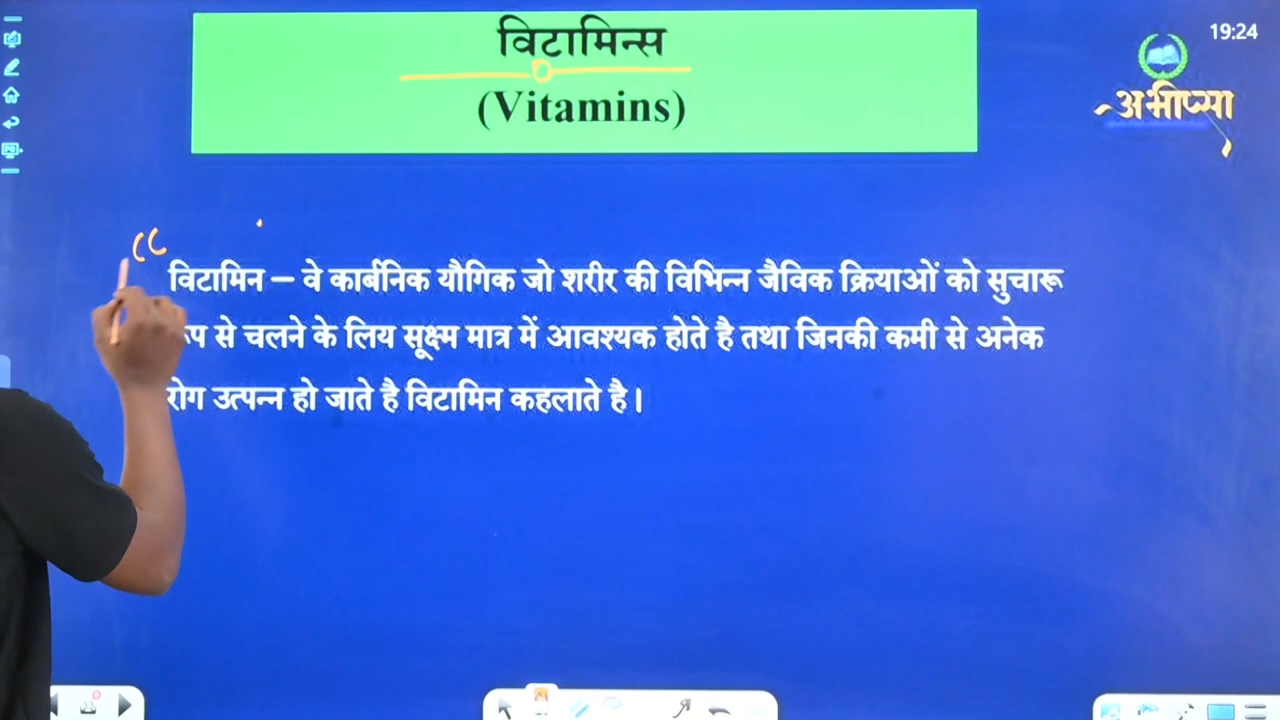 विटामिन्स
(Vitamins)
19:24
अभीप्सा
विटामिन – वे कार्बनिक यौगिक जो शरीर की विभिन्न जैविक क्रियाओं को सुचारू
से चलने के लिय सूक्ष्म मात्र में आवश्यक होते है तथा जिनकी कमी से अनेक
रोग उत्पन्न हो जाते है विटामिन कहलाते है।